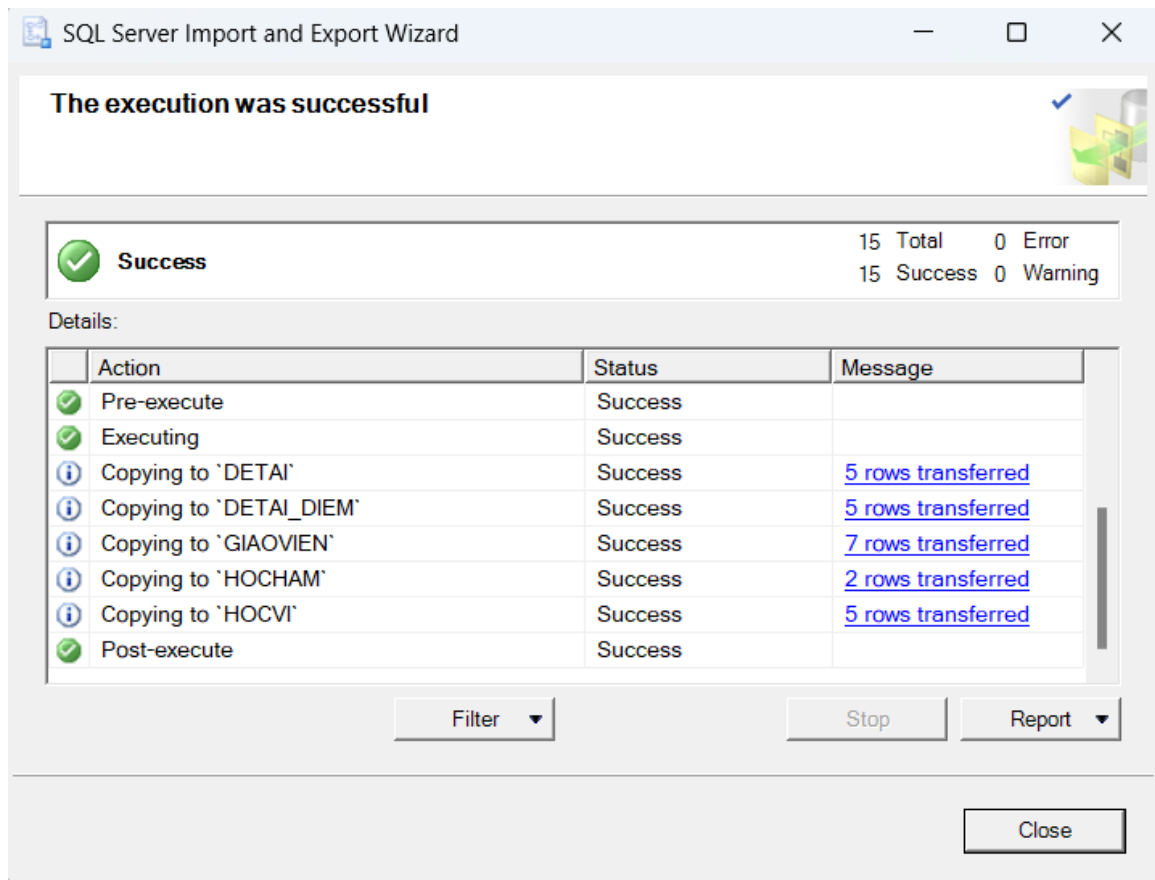 SQL Server Import and Export Wizard
The execution was successful
Success
15 Total 0 Error
15 Success 0 Warning
Details:
Action Status Message
Pre-execute Success
Executing Success
Copying to `DETAI` Success 5 rows transferred
Copying to `DETAI_DIEM` Success 5 rows transferred
Copying to `GIAOVIEN` Success 7 rows transferred
Copying to `HOCHAM` Success 2 rows transferred
Copying to `HOCVI` Success 5 rows transferred
Post-execute Success
Filter Stop Report
Close